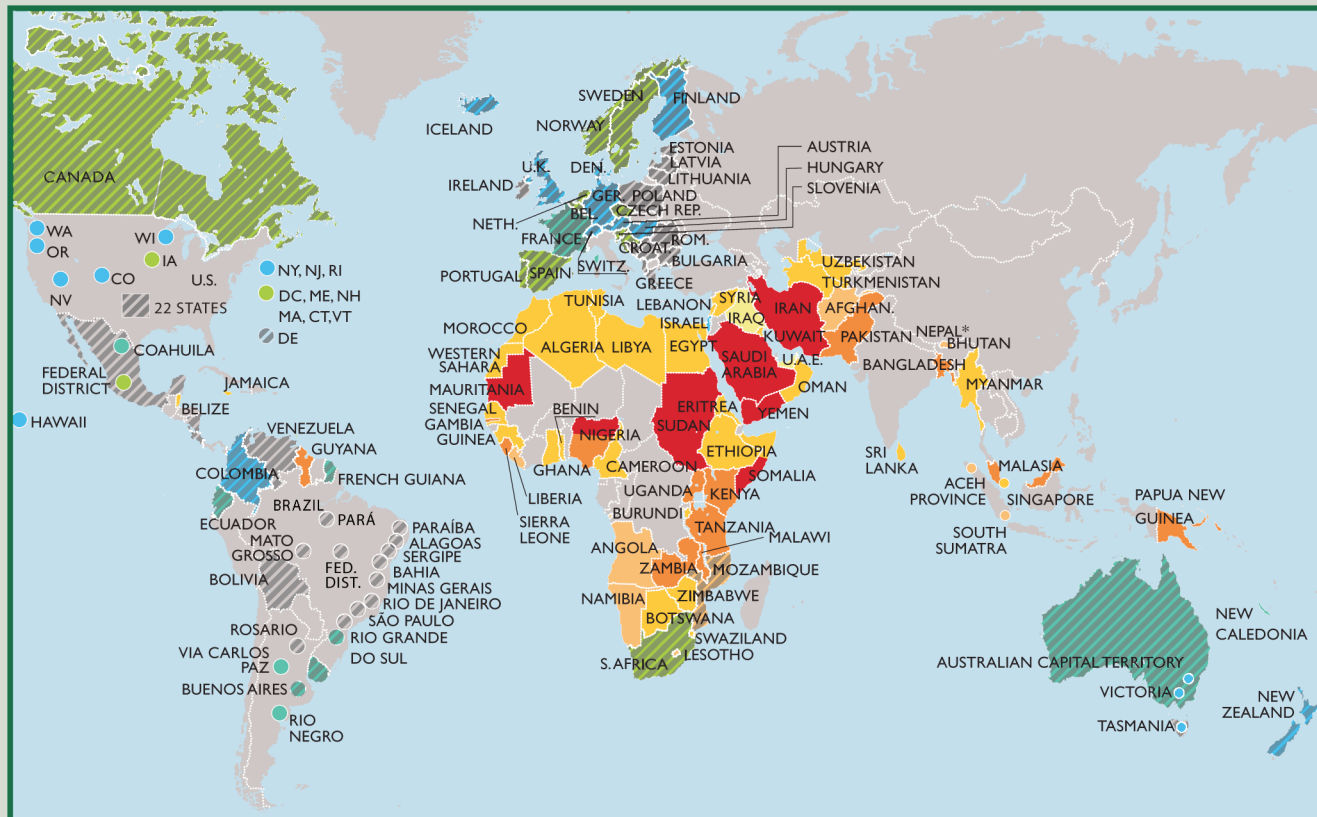 CANADA
WA
OR
WI
IA
CO
NV
U.S.
22 STATES
NY, NJ, RI
DC, ME, NH
MA, CT, VT
DE
HAWAII
COAHUILA
FEDERAL
DISTRICT
JAMAICA
BELIZE
VENEZUELA
GUYANA
COLOMBIA
FRENCH GUIANA
ECUADOR
BRAZIL
PARÁ
MATO
GROSSO
FED.
DIST.
PARAÍBA
ALAGOAS
SERGIPE
BAHIA
MINAS GERAIS
RIO DE JANEIRO
SÃO PAULO
RIO GRANDE
DO SUL
BOLIVIA
ROSARIO
VIA CARLOS
PAZ
BUENOS AIRES
RIO
NEGRO
ICELAND
SWEDEN
FINLAND
NORWAY
ESTONIA
LATVIA
LITHUANIA
U.K.
DEN.
IRELAND
GER.
POLAND
NETH.
BEL.
CZECH REP.
AUSTRIA
HUNGARY
SLOVENIA
FRANCE
CROAT.
ROM.
BULGARIA
SWITZ.
GREECE
PORTUGAL
SPAIN
TUNISIA
LEBANON
SYRIA
ISRAEL
IRAQ
IRAN
KUWAIT
UZBEKISTAN
TURKMENISTAN
AFGHAN.
PAKISTAN
NEPAL*
BHUTAN
BANGLADESH
MYANMAR
MOROCCO
ALGERIA
LIBYA
EGYPT
SAUDI
ARABIA
U.A.E.
OMAN
YEMEN
WESTERN
SAHARA
MAURITANIA
SENEGAL
GAMBIA
GUINEA
BENIN
NIGERIA
ERITREA
SUDAN
GHANA
CAMEROON
ETHIOPIA
SOMALIA
LIBERIA
SIERRA
LEONE
UGANDA
KENYA
BURUNDI
TANZANIA
MALAWI
ANGOLA
ZAMBIA
MOZAMBIQUE
NAMIBIA
ZIMBABWE
BOTSWANA
SWAZILAND
LESOTHO
S. AFRICA
SRI
LANKA
ACEH
PROVINCE
MALASIA
SINGAPORE
SOUTH
SUMATRA
PAPUA NEW
GUINEA
NEW
CALEDONIA
AUSTRALIAN CAPITAL TERRITORY
VICTORIA
TASMANIA
NEW
ZEALAND